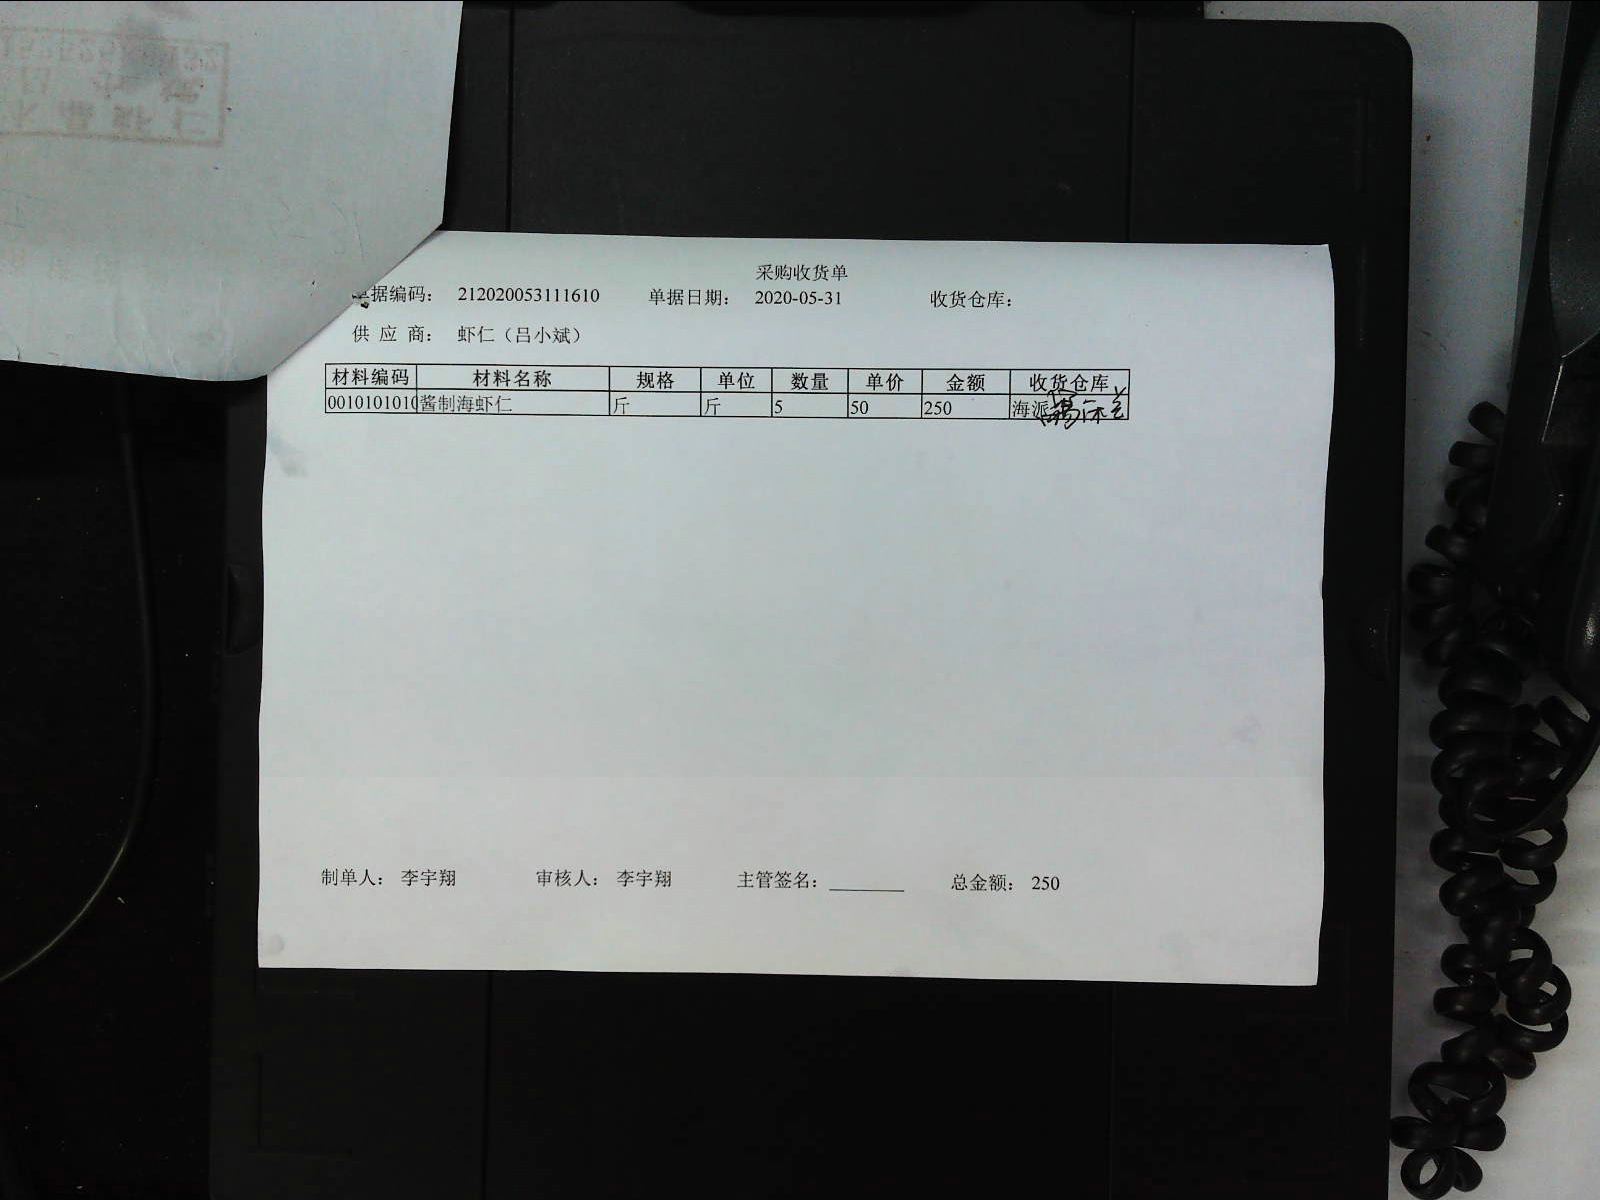 采购收货单
单据编码: 212020053111610 单据日期: 2020-05-31 收货仓库:
供 应 商: 虾仁（吕小斌）
材料编码 材料名称 规格 单位 数量 单价 金额 收货仓库
0010101010 酱制海虾仁 斤 斤 5 50 250 海派
制单人: 李宇翔 审核人: 李宇翔 主管签名: 总金额: 250